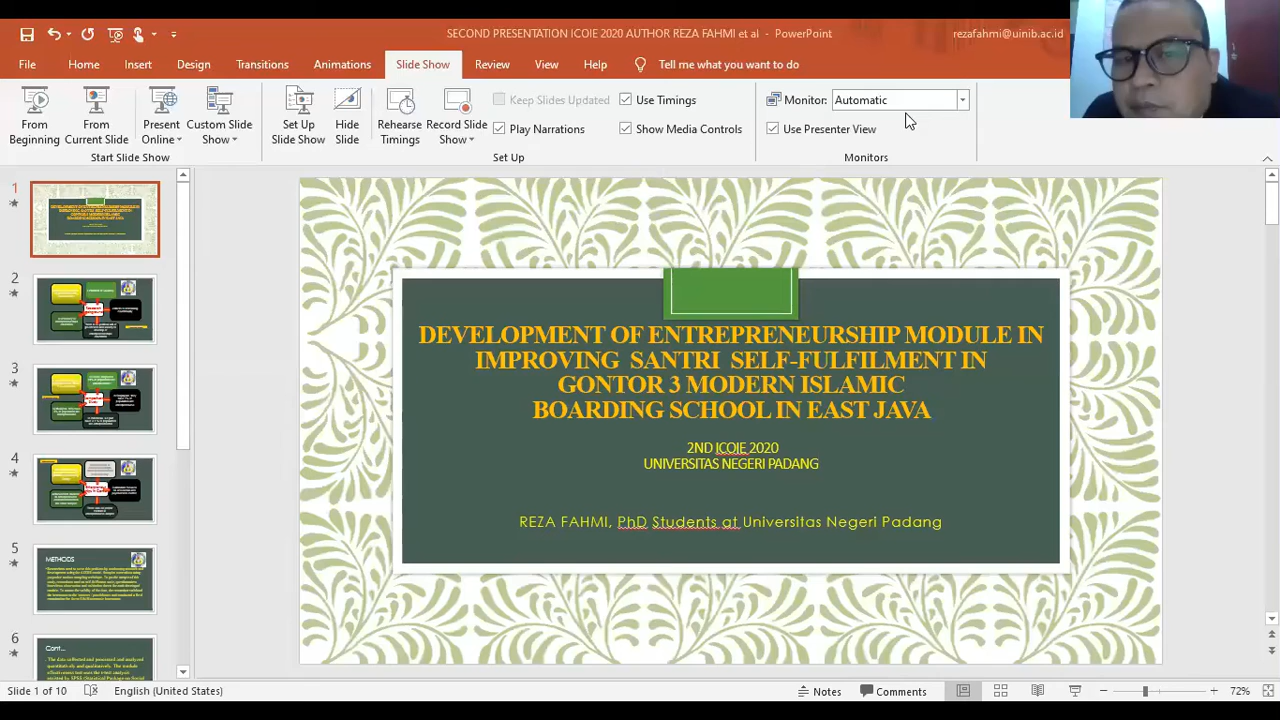 SECOND PRESENTATION ICOIE 2020 AUTHOR REZA FAHMI et al - PowerPoint
rezafahmi@uinib.ac.id
File Home Insert Design Transitions Animations Slide Show Review View Help Tell me what you want to do
From Beginning
From Current Slide
Present Online
Custom Slide Show
Start Slide Show
Set Up Slide Show
Hide Slide
Rehearse Timings
Record Slide Show
Keep Slides Updated
Play Narrations
Use Timings
Show Media Controls
Set Up
Monitor: Automatic
Use Presenter View
Monitors
1
2
3
4
5
METHODS
6
Cont...
DEVELOPMENT OF ENTREPRENEURSHIP MODULE IN
IMPROVING SANTRI SELF-FULFILMENT IN
GONTOR 3 MODERN ISLAMIC
BOARDING SCHOOL IN EAST JAVA
2ND ICOIE 2020
UNIVERSITAS NEGERI PADANG
REZA FAHMI, PhD Students at Universitas Negeri Padang
Slide 1 of 10 English (United States) Notes Comments 72%